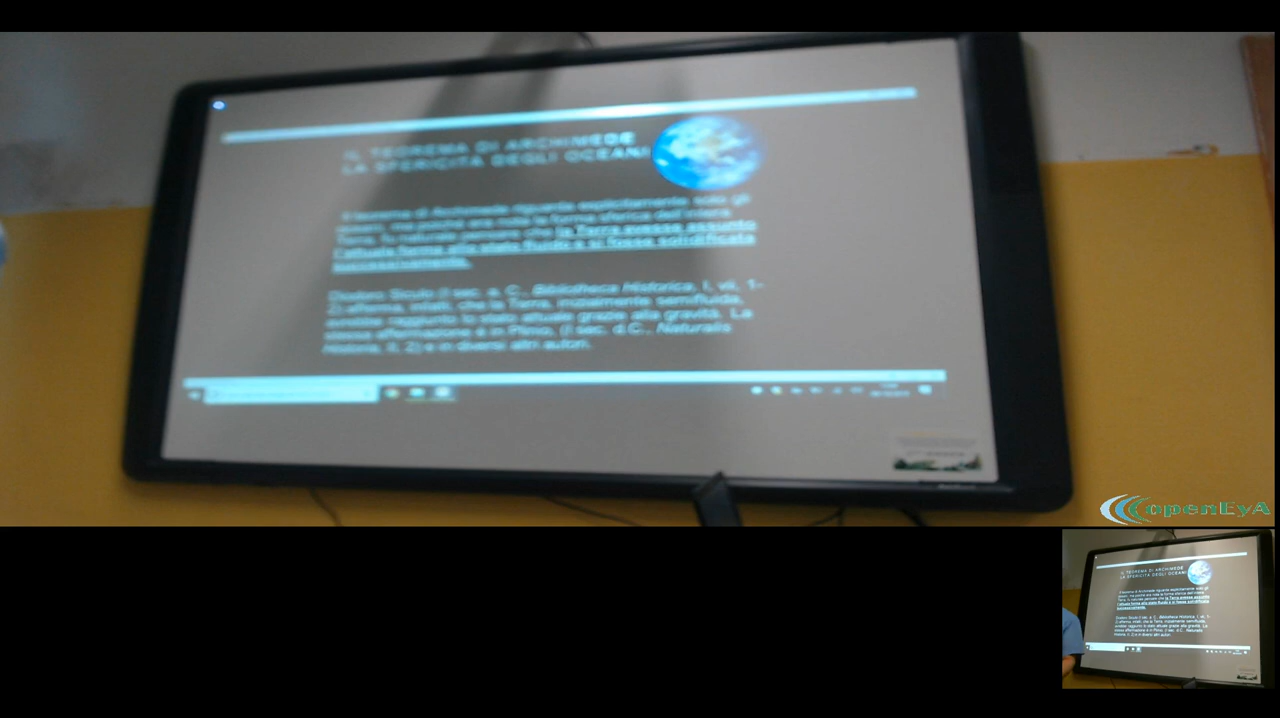 IL TEOREMA DI ARCHIMEDE
LA SFERICITÀ DEGLI OCEANI
Il teorema di Archimede riguarda esplicitamente solo gli
oceani, ma poiché era nota la forma sferica dell'intera
Terra, fu naturale pensare che la Terra avesse assunto
l'attuale forma allo stato fluido e si fosse solidificata
successivamente.
Diodoro Siculo (I sec. a. C., Bibliotheca Historica, I, vii, 1-
2) afferma, infatti, che la Terra, inizialmente semifluida,
avrebbe raggiunto lo stato attuale grazie alla gravità. La
stessa affermazione è in Plinio, (I sec. d.C., Naturalis
Historia, II, 2) e in diversi altri autori.
openEyA